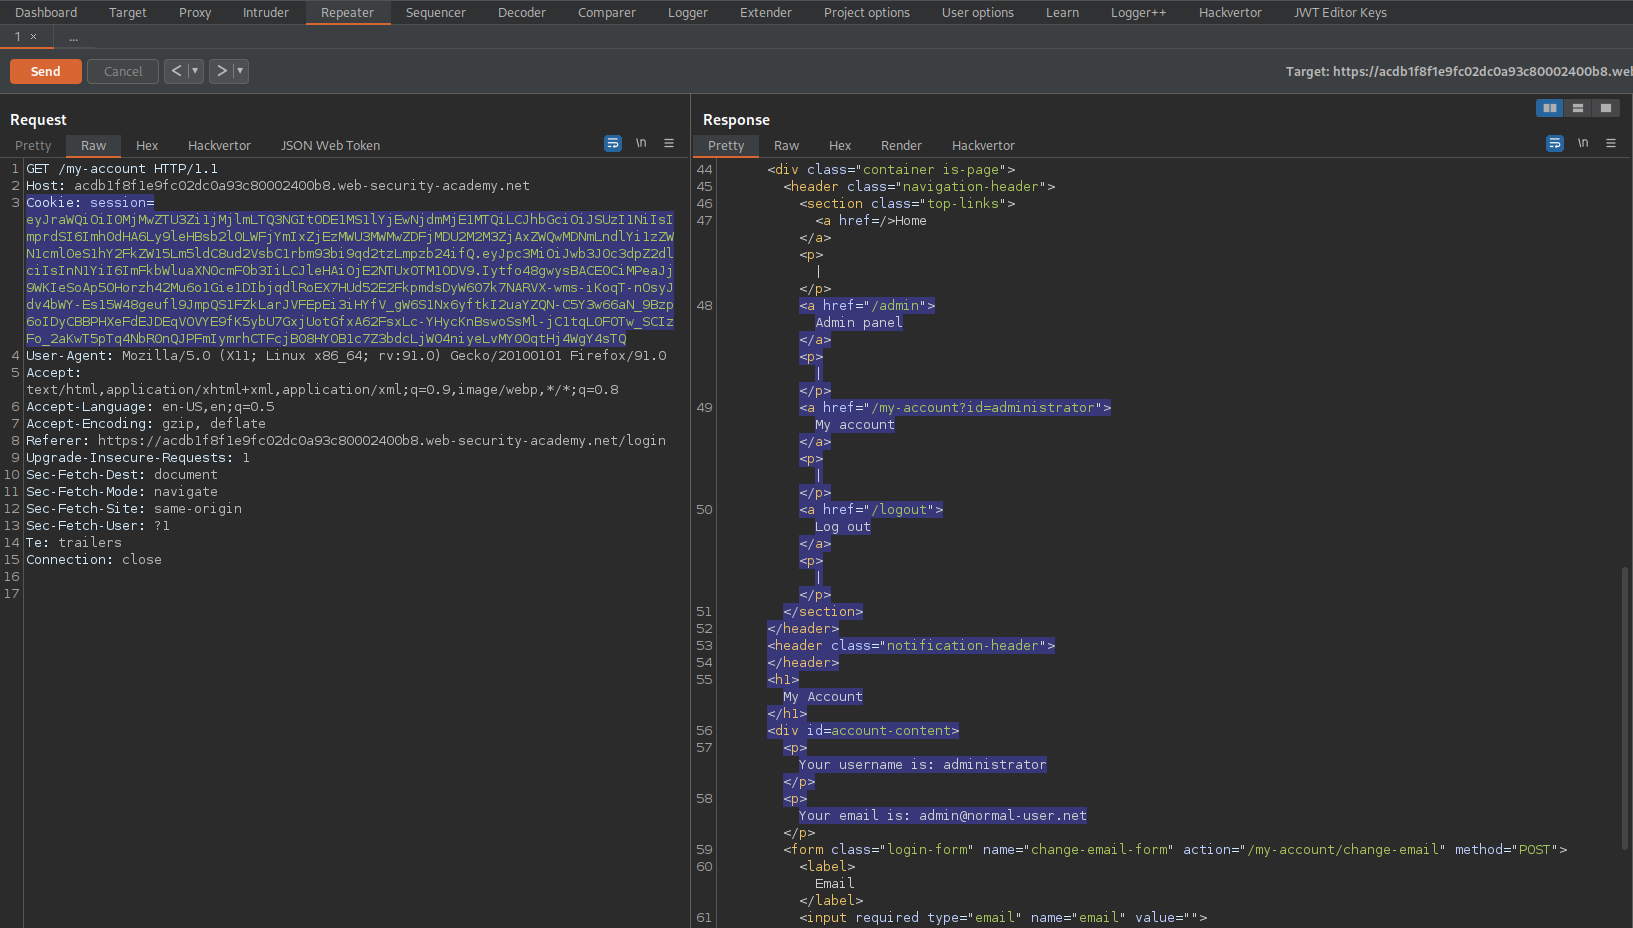 Dashboard Target Proxy Intruder Repeater Sequencer Decoder Comparer Logger Extender Project options User options Learn Logger++ Hackvertor JWT Editor Keys
1 × ...
Send Cancel < ▾ > ▾ Target: https://acdb1f8f1e9fc02dc0a93c80002400b8.web
Request
Pretty Raw Hex Hackvertor JSON Web Token \n
1 GET /my-account HTTP/1.1
2 Host: acdb1f8f1e9fc02dc0a93c80002400b8.web-security-academy.net
3 Cookie: session=
4 User-Agent: Mozilla/5.0 (X11; Linux x86_64; rv:91.0) Gecko/20100101 Firefox/91.0
5 Accept:
text/html,application/xhtml+xml,application/xml;q=0.9,image/webp,*/*;q=0.8
6 Accept-Language: en-US,en;q=0.5
7 Accept-Encoding: gzip, deflate
8 Referer: https://acdb1f8f1e9fc02dc0a93c80002400b8.web-security-academy.net/login
9 Upgrade-Insecure-Requests: 1
10 Sec-Fetch-Dest: document
11 Sec-Fetch-Mode: navigate
12 Sec-Fetch-Site: same-origin
13 Sec-Fetch-User: ?1
14 Te: trailers
15 Connection: close
16
17
Response
Pretty Raw Hex Render Hackvertor \n
44 <div class="container is-page">
45 <header class="navigation-header">
46 <section class="top-links">
47 <a href=/>Home
</a>
<p>
|
</p>
48 <a href="/admin">
Admin panel
</a>
<p>
|
</p>
49 <a href="/my-account?id=administrator">
My account
</a>
<p>
|
</p>
50 <a href="/logout">
Log out
</a>
<p>
|
</p>
51 </section>
52 </header>
53 <header class="notification-header">
54 </header>
55 <h1>
My Account
</h1>
56 <div id=account-content>
57 <p>
Your username is: administrator
</p>
58 <p>
Your email is: admin@normal-user.net
</p>
59 <form class="login-form" name="change-email-form" action="/my-account/change-email" method="POST">
60 <label>
Email
</label>
61 <input required type="email" name="email" value="">